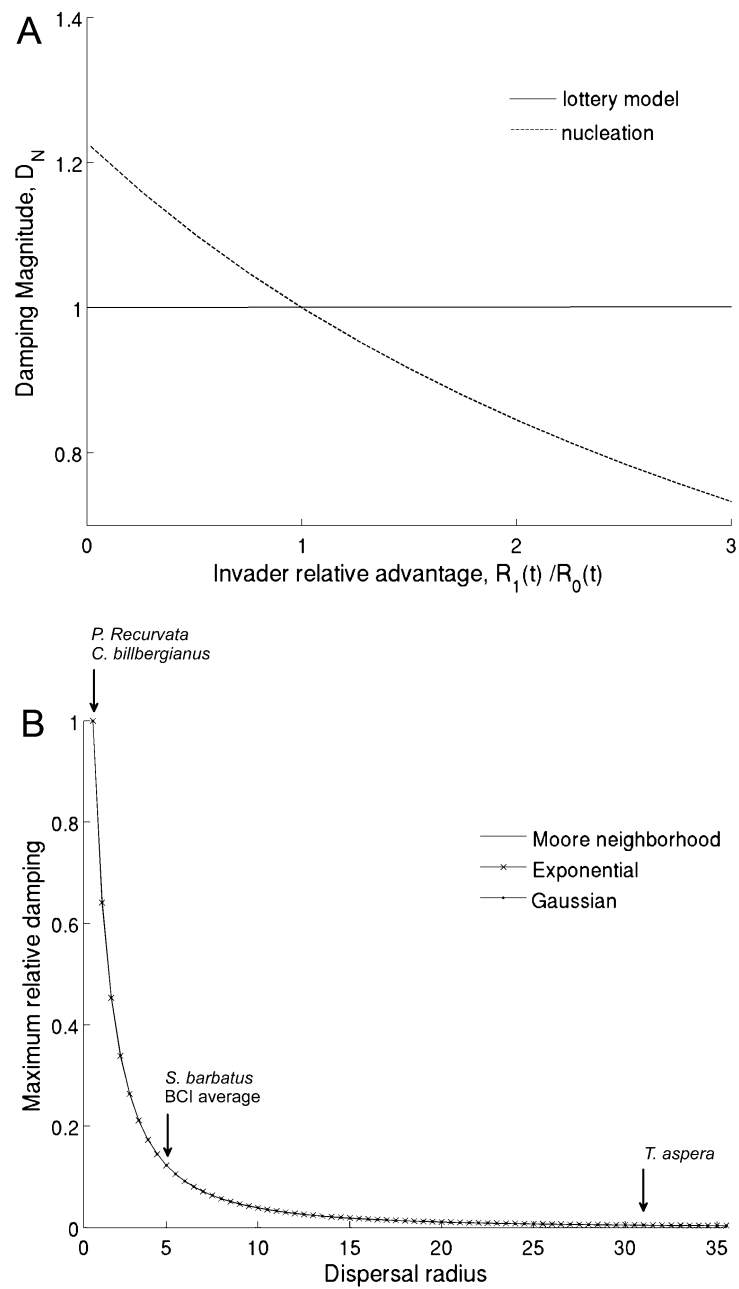 A
1.4
1.2
1
0.8
Damping Magnitude, D_N
lottery model
nucleation
0 1 2 3
Invader relative advantage, R_1(t) /R_0(t)
P. Recurvata
C. billbergianus
B
1
0.8
0.6
0.4
0.2
0
Maximum relative damping
Moore neighborhood
Exponential
Gaussian
S. barbatus
BCI average
T. aspera
0 5 10 15 20 25 30 35
Dispersal radius